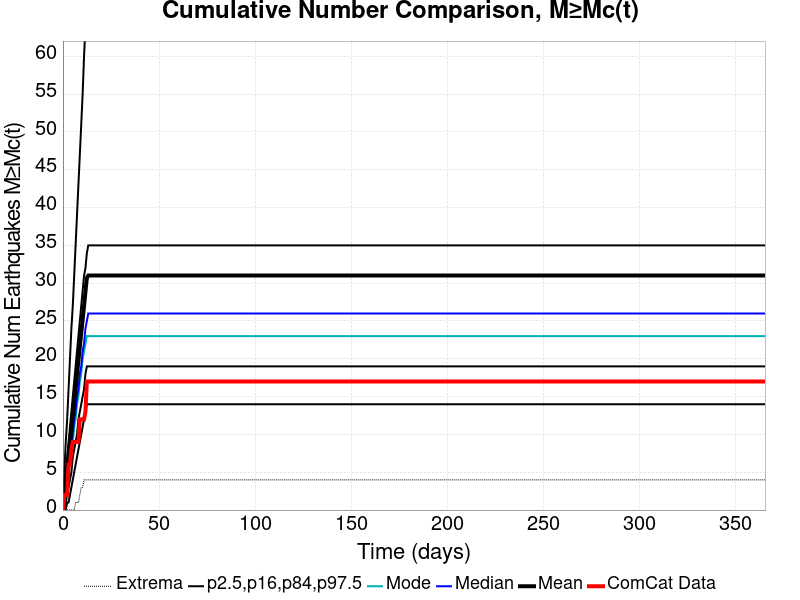 Cumulative Number Comparison, M≥Mc(t)
Cumulative Num Earthquakes M≥Mc(t)
60
55
50
45
40
35
30
25
20
15
10
5
0
0 50 100 150 200 250 300 350
Time (days)
Extrema p2.5,p16,p84,p97.5 Mode Median Mean ComCat Data